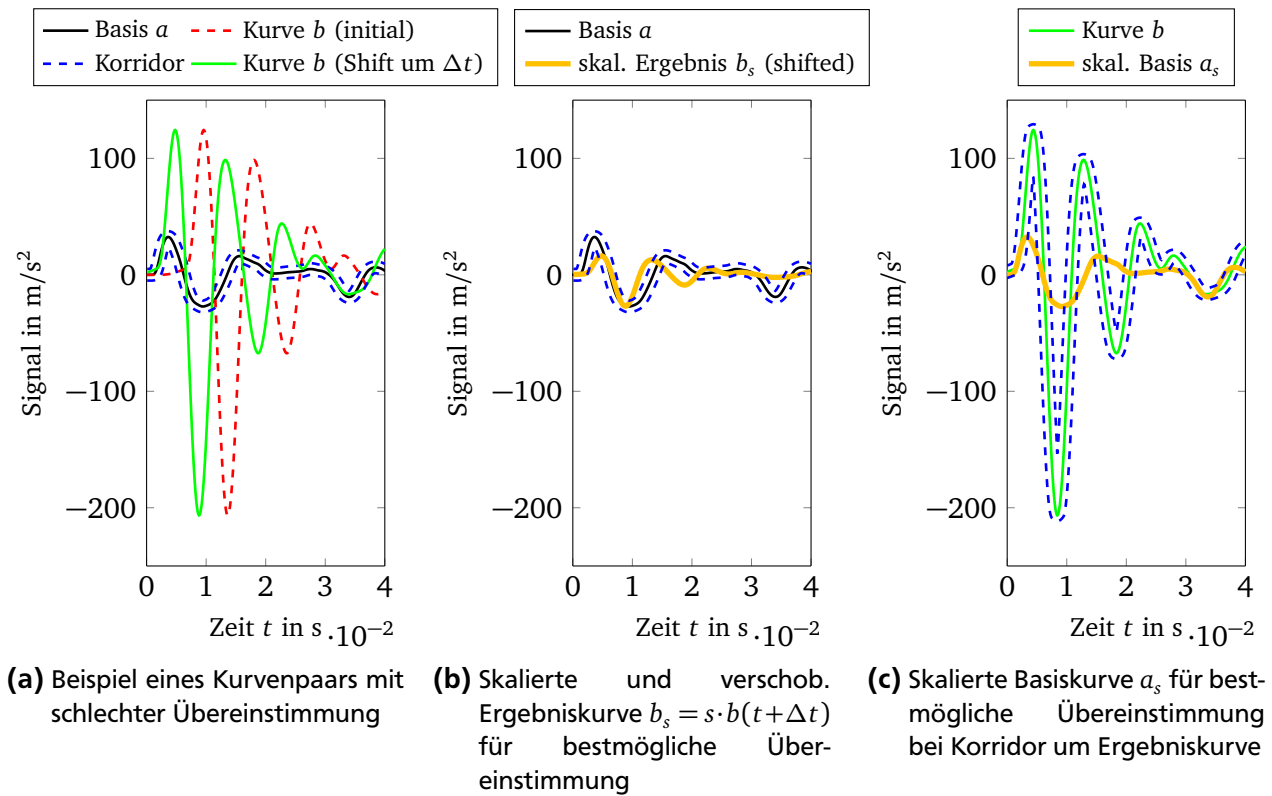 Basis a
Kurve b (initial)
Korridor
Kurve b (Shift um Δt)
100
0
−100
−200
0 1 2 3 4
Signal in m/s²
Zeit t in s ·10⁻²
(a) Beispiel eines Kurvenpaars mit
schlechter Übereinstimmung
Basis a
skal. Ergebnis bₛ (shifted)
100
0
−100
−200
0 1 2 3 4
Signal in m/s²
Zeit t in s ·10⁻²
(b) Skalierte und verschob.
Ergebniskurve bₛ = s·b(t+Δt)
für bestmögliche Über-
einstimmung
Kurve b
skal. Basis aₛ
100
0
−100
−200
0 1 2 3 4
Signal in m/s²
Zeit t in s ·10⁻²
(c) Skalierte Basiskurve aₛ für best-
mögliche Übereinstimmung
bei Korridor um Ergebniskurve